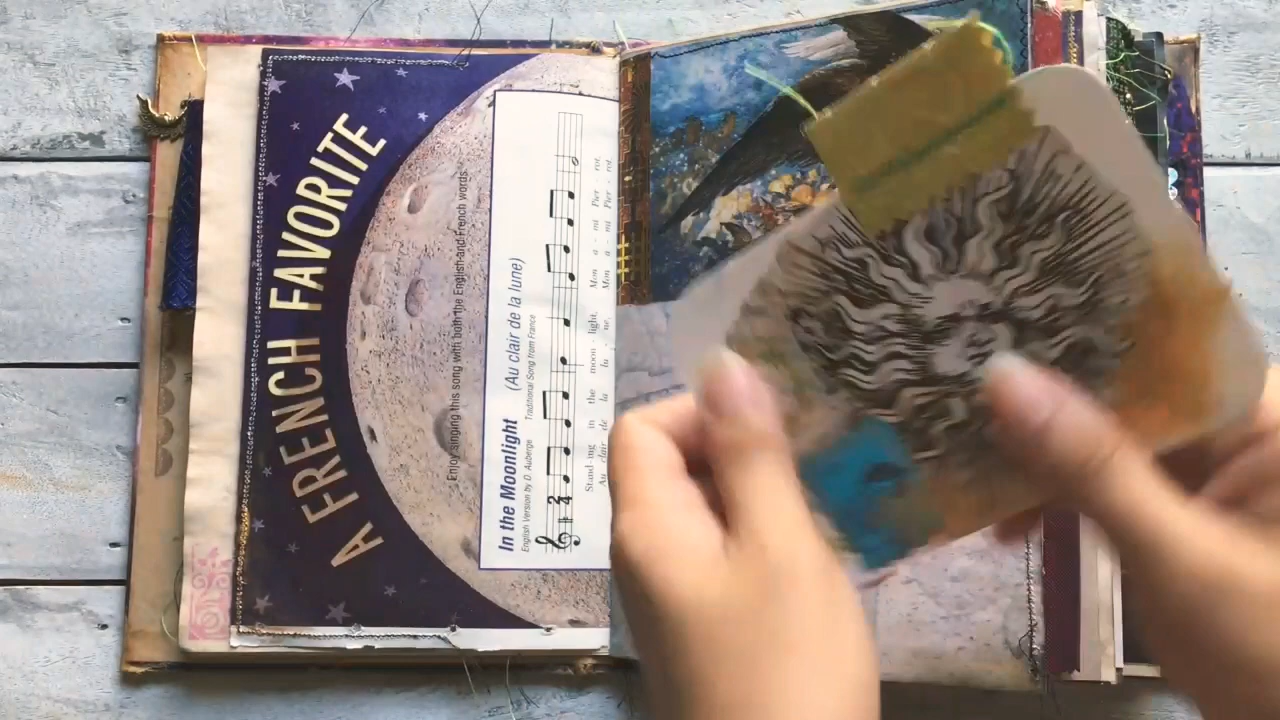 A FRENCH FAVORITE
Enjoy singing this song with both the English and French words.
In the Moonlight (Au clair de la lune)
English Version by D. Auberge Traditional Song from France
Stand - ing in the moon - light, Mon a - mi Pier - rot,
Au clair de la lu - ne, Mon a - mi Pier - rot,